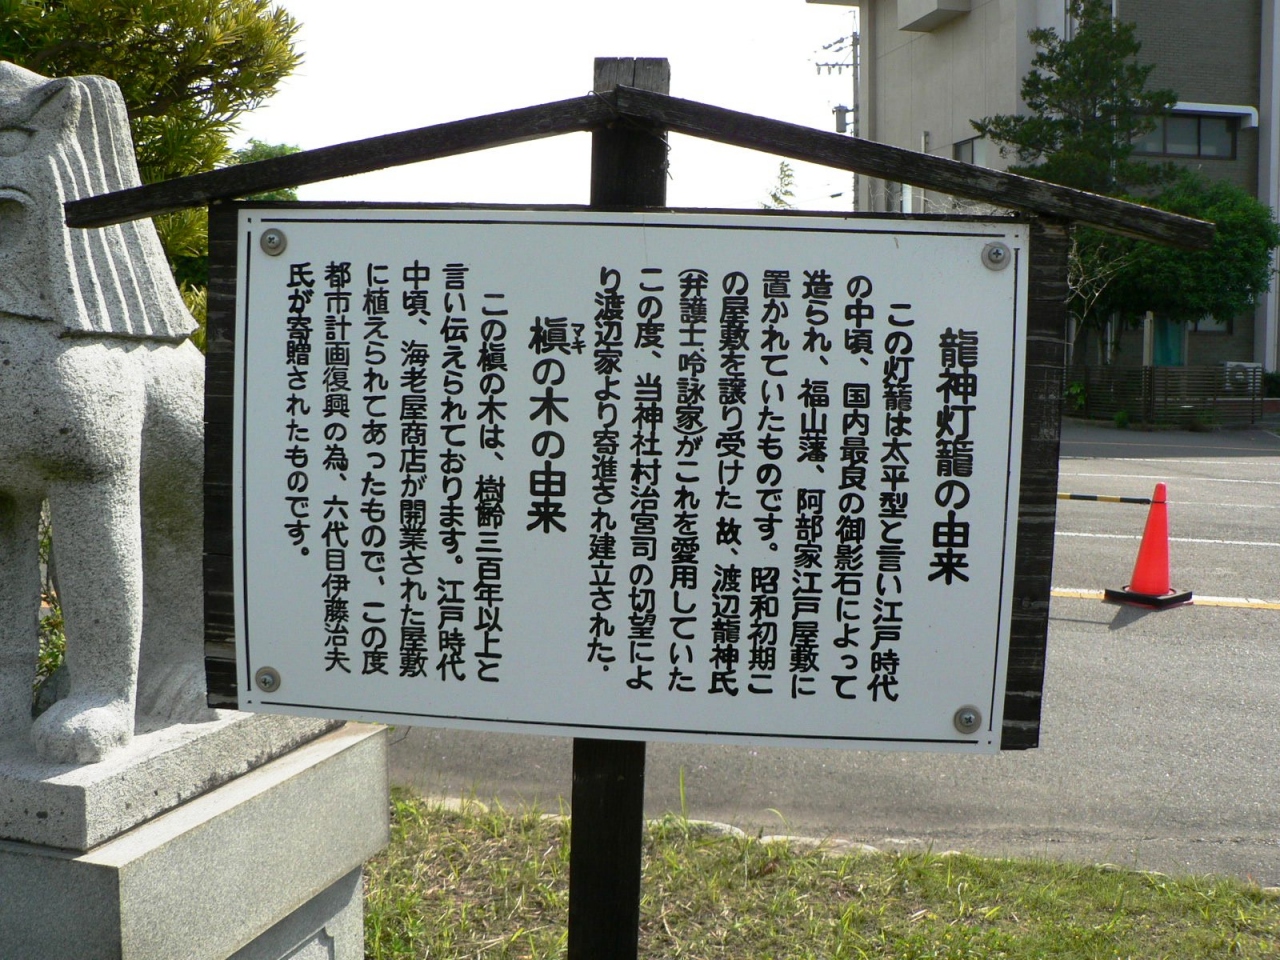 龍神灯籠の由来
この灯籠は太平型と言い江戸時代
の中頃、国内最良の御影石によって
造られ、福山藩、阿部家江戸屋敷に
置かれていたものです。昭和初期こ
の屋敷を譲り受けた故、渡辺龍神氏
（弁護士吟詠家）がこれを愛用していた
この度、当神社村治宮司の切望によ
り渡辺家より寄進され建立された.
槇の木の由来
マキ
この槇の木は、樹齢三百年以上と
言い伝えられております。江戸時代
中頃、海老屋商店が開業された屋敷
に植えられてあったもので、この度
都市計画復興の為、六代目伊藤治夫
氏が寄贈されたものです。